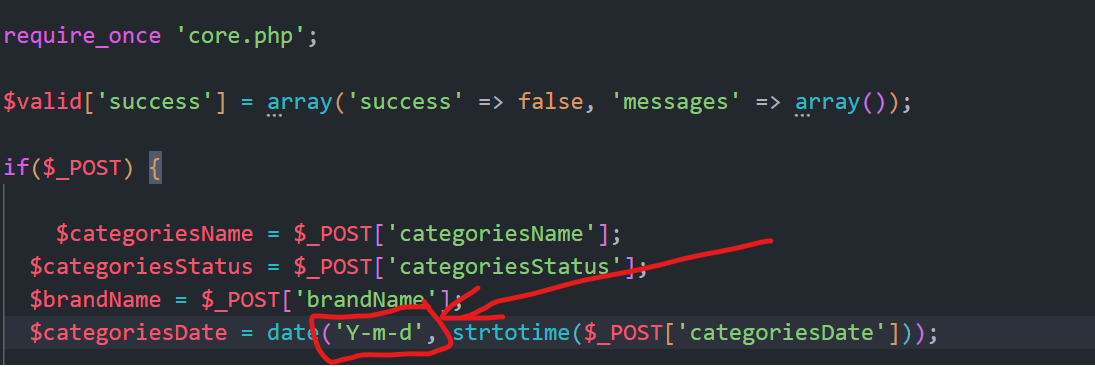 require_once 'core.php';
$valid['success'] = array('success' => false, 'messages' => array());
if($_POST) {
$categoriesName = $_POST['categoriesName'];
$categoriesStatus = $_POST['categoriesStatus'];
$brandName = $_POST['brandName'];
$categoriesDate = date('Y-m-d', strtotime($_POST['categoriesDate']));